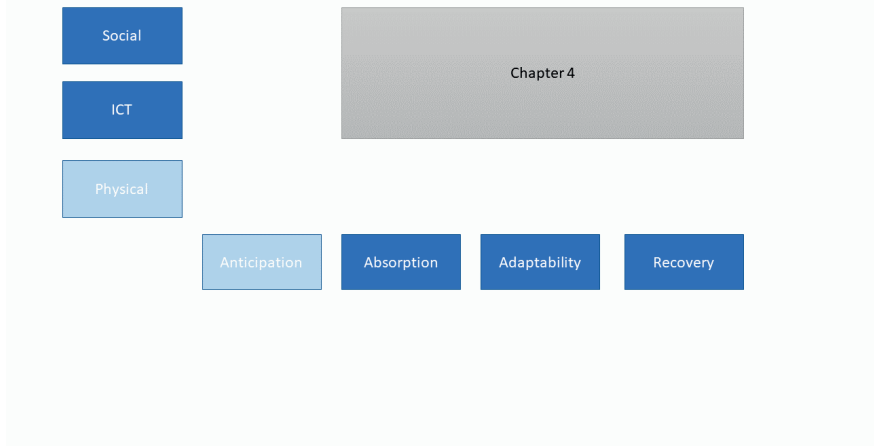 Social
Chapter 4
ICT
Physical
Anticipation
Absorption
Adaptability
Recovery